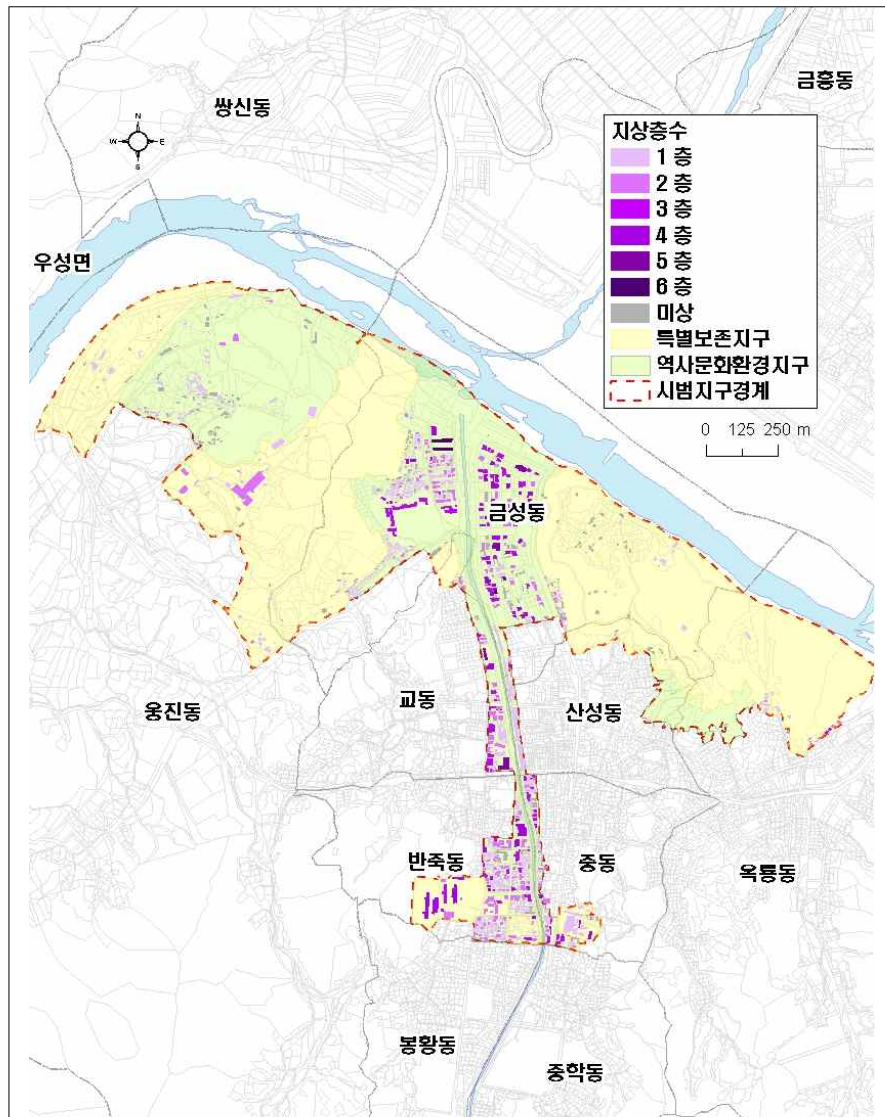 금흥동
쌍신동
N
W E
S
지상층수
1 층
2 층
3 층
4 층
5 층
6 층
미상
특별보존지구
역사문화환경지구
시범지구경계
우성면
0 125 250 m
금성동
웅진동
교동
산성동
반죽동
중동
옥룡동
봉황동
중학동